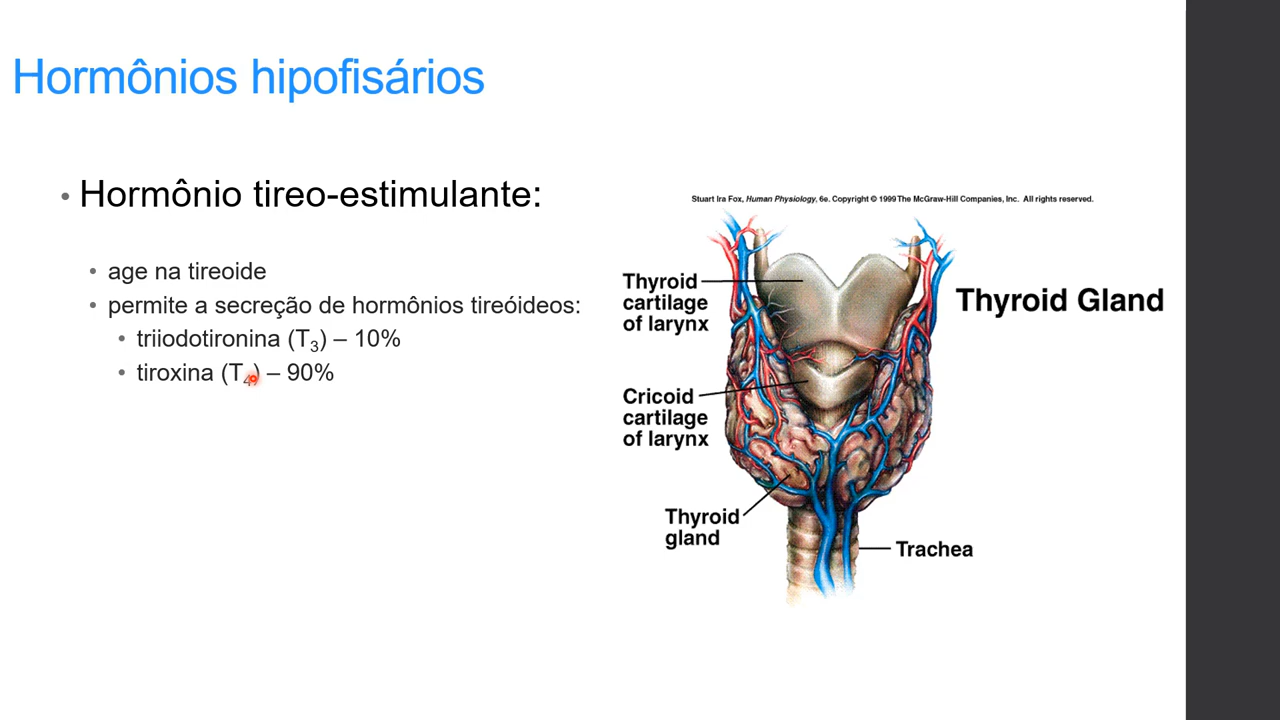 Hormônios hipofisários
• Hormônio tireo-estimulante:
• age na tireoide
• permite a secreção de hormônios tireóideos:
• triiodotironina (T₃) – 10%
• tiroxina (T₄) – 90%
Stuart Ira Fox, Human Physiology, 6e. Copyright © 1999 The McGraw-Hill Companies, Inc. All rights reserved.
Thyroid
cartilage
of larynx
Thyroid Gland
Cricoid
cartilage
of larynx
Thyroid
gland
Trachea